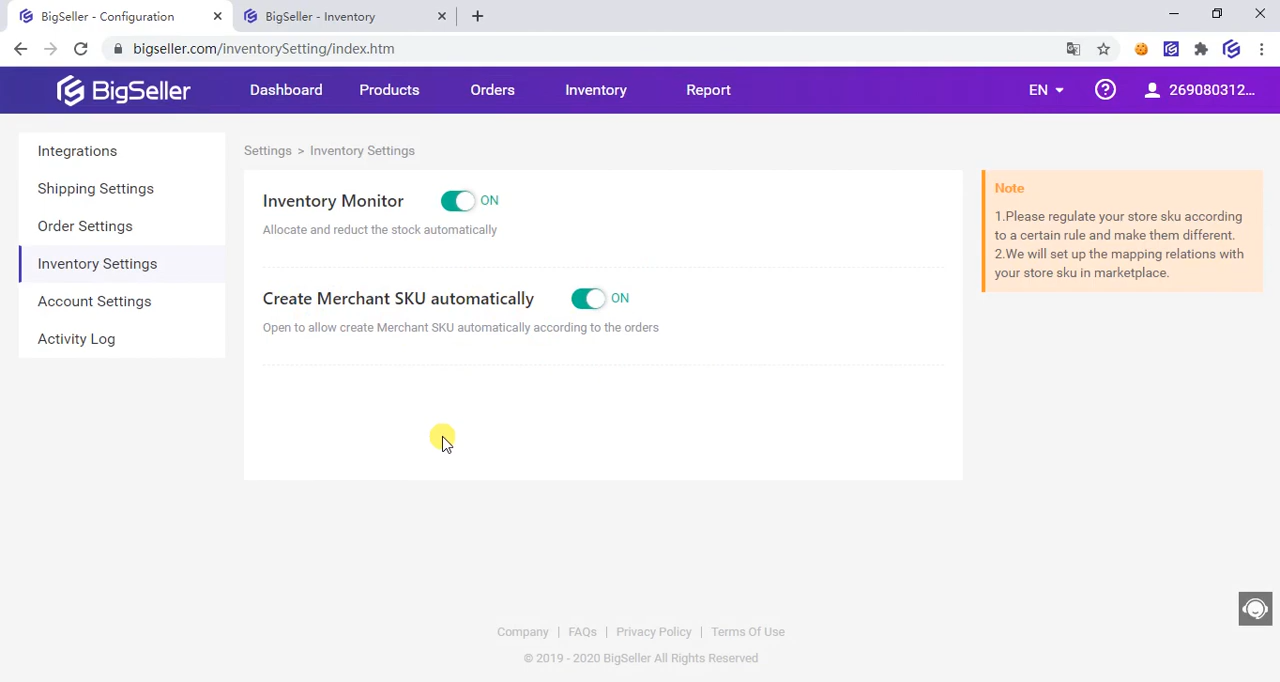 BigSeller - Configuration
BigSeller - Inventory
bigseller.com/inventorySetting/index.htm
BigSeller
Dashboard
Products
Orders
Inventory
Report
EN
269080312...
Integrations
Shipping Settings
Order Settings
Inventory Settings
Account Settings
Activity Log
Settings > Inventory Settings
Inventory Monitor ON
Allocate and reduct the stock automatically
Create Merchant SKU automatically ON
Open to allow create Merchant SKU automatically according to the orders
Note
1.Please regulate your store sku according
to a certain rule and make them different.
2.We will set up the mapping relations with
your store sku in marketplace.
Company | FAQs | Privacy Policy | Terms Of Use
© 2019 - 2020 BigSeller All Rights Reserved